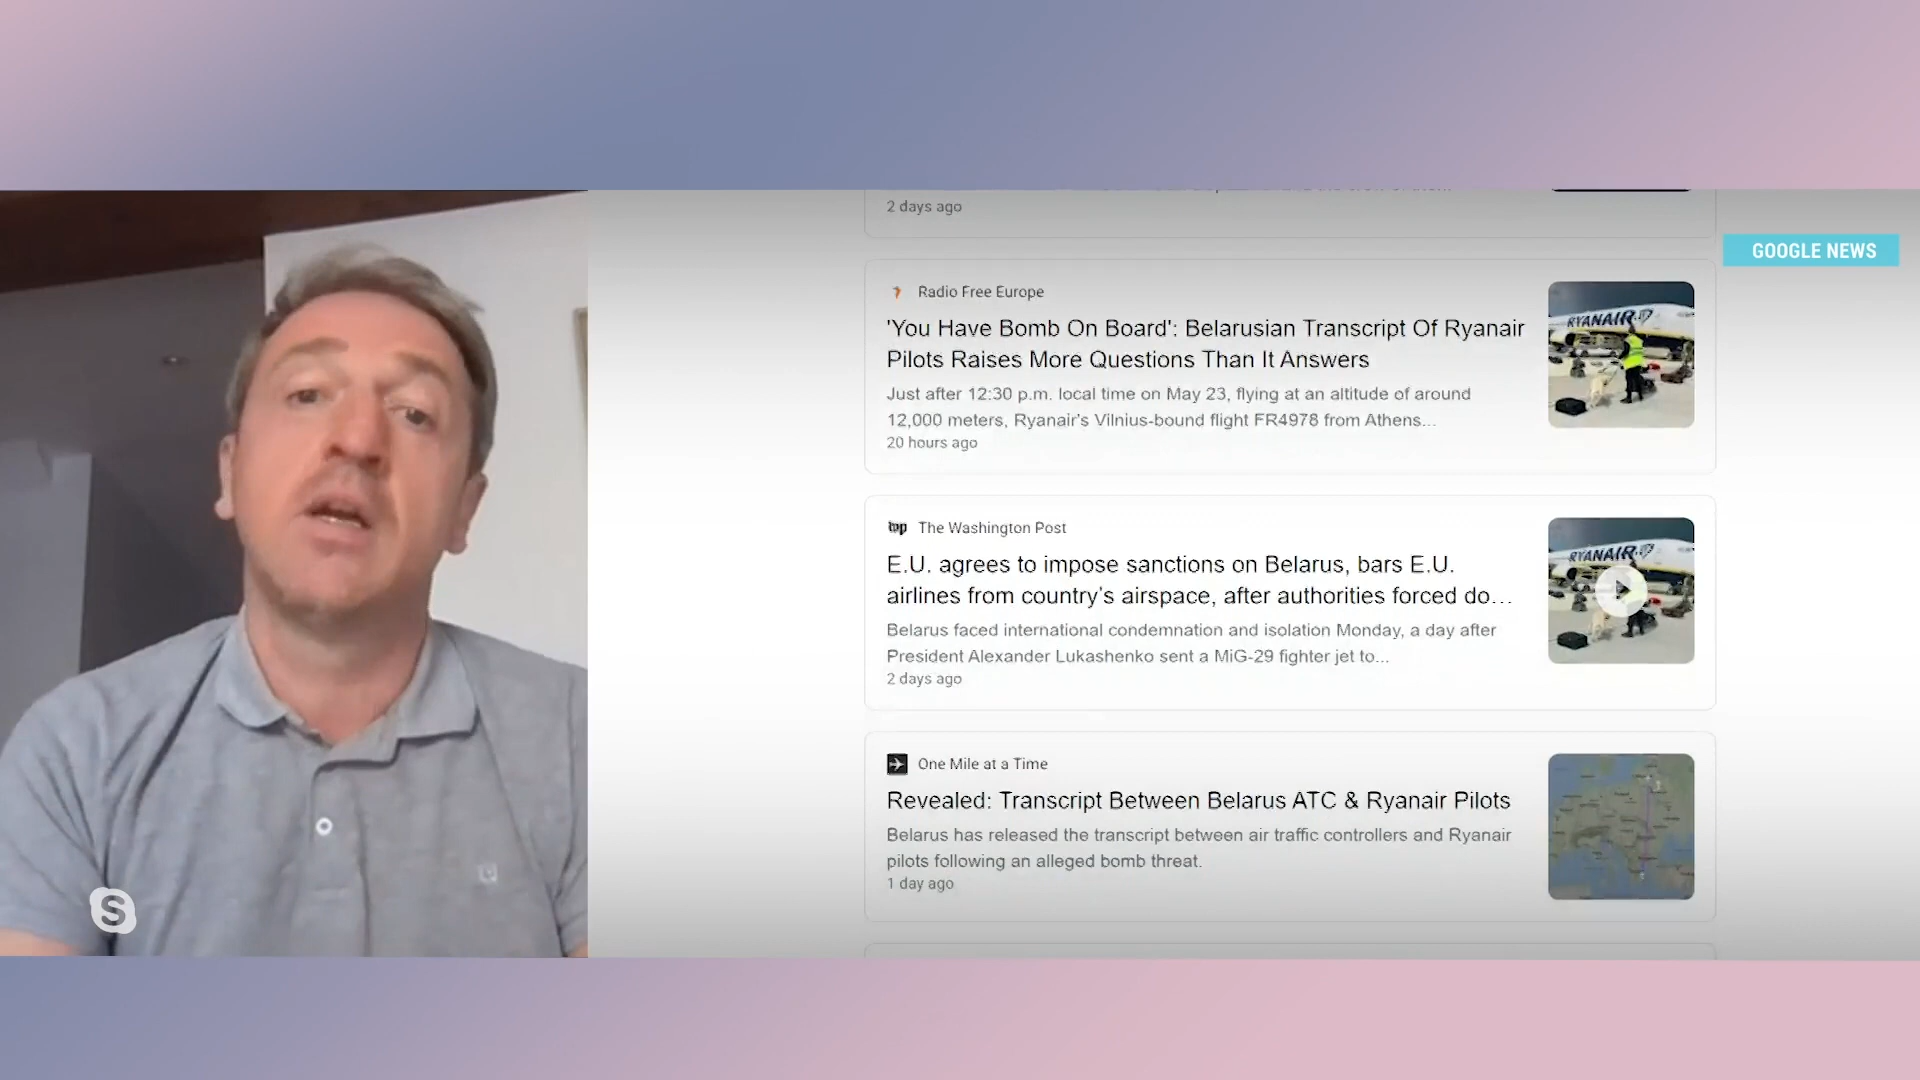 2 days ago
GOOGLE NEWS
Radio Free Europe
'You Have Bomb On Board': Belarusian Transcript Of Ryanair
Pilots Raises More Questions Than It Answers
Just after 12:30 p.m. local time on May 23, flying at an altitude of around
12,000 meters, Ryanair's Vilnius-bound flight FR4978 from Athens...
20 hours ago
RYANAIR
wp The Washington Post
E.U. agrees to impose sanctions on Belarus, bars E.U.
airlines from country's airspace, after authorities forced do...
Belarus faced international condemnation and isolation Monday, a day after
President Alexander Lukashenko sent a MiG-29 fighter jet to...
2 days ago
RYANAIR
One Mile at a Time
Revealed: Transcript Between Belarus ATC & Ryanair Pilots
Belarus has released the transcript between air traffic controllers and Ryanair
pilots following an alleged bomb threat.
1 day ago
S